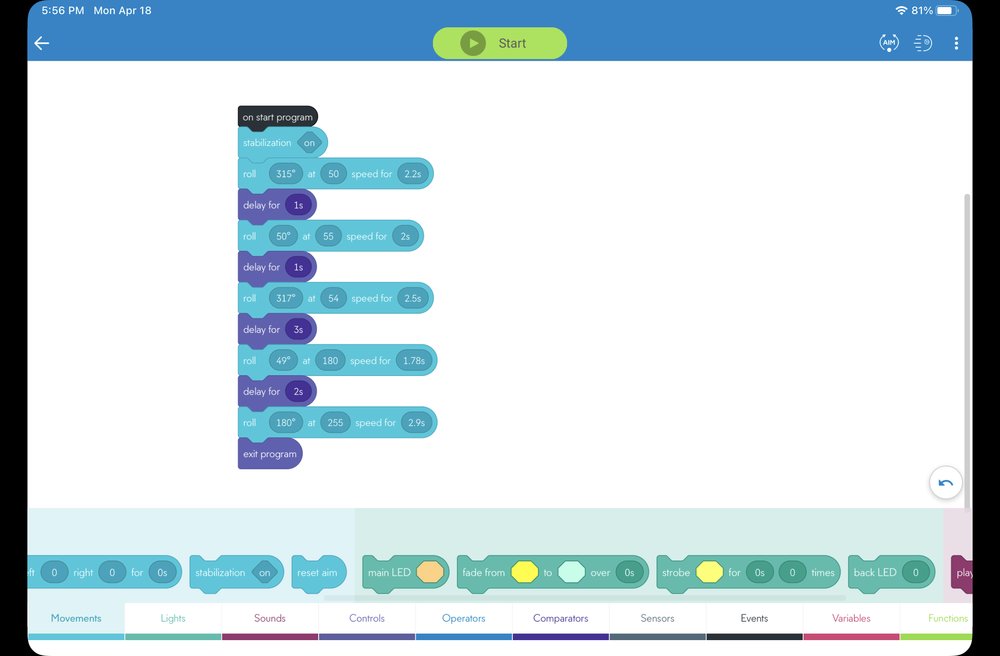 5:56 PM Mon Apr 18
81%
Start
AIM
on start program
stabilization on
roll 315° at 50 speed for 2.2s
delay for 1s
roll 50° at 55 speed for 2s
delay for 1s
roll 317° at 54 speed for 2.5s
delay for 3s
roll 49° at 180 speed for 1.78s
delay for 2s
roll 180° at 255 speed for 2.9s
exit program
eft 0 right 0 for 0s stabilization on reset aim main LED fade from to over 0s strobe for 0s 0 times back LED 0 play
Movements Lights Sounds Controls Operators Comparators Sensors Events Variables Functions